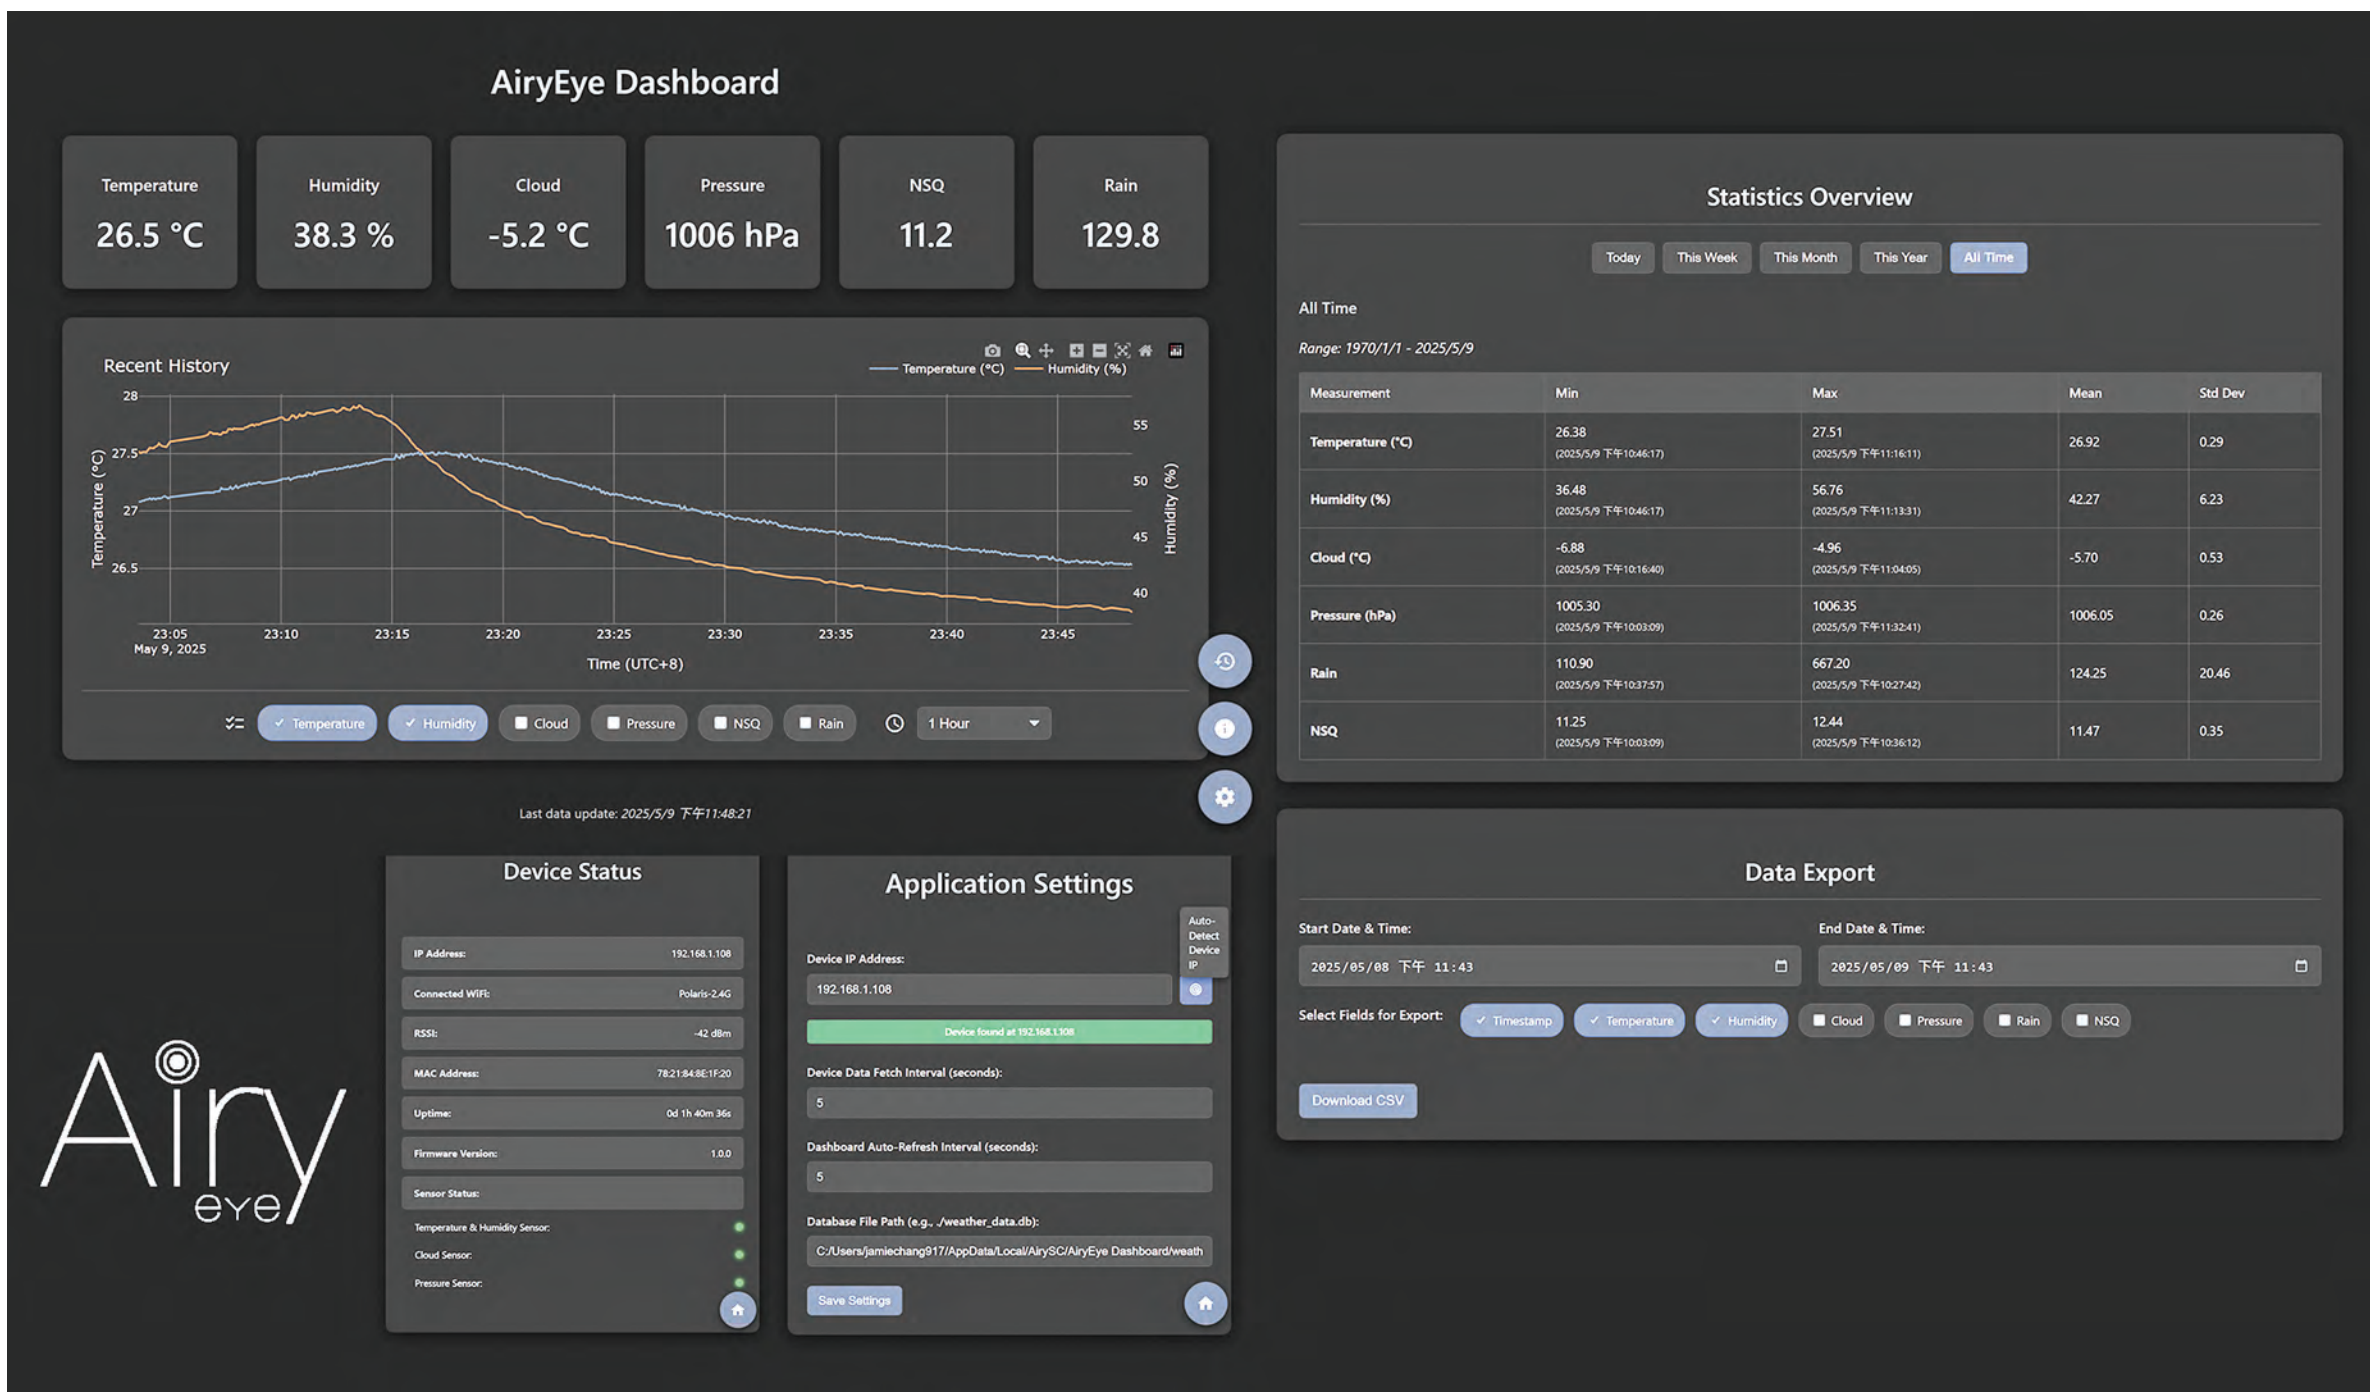 AiryEye Dashboard
Temperature
26.5 °C
Humidity
38.3 %
Cloud
-5.2 °C
Pressure
1006 hPa
NSQ
11.2
Rain
129.8
Recent History
Temperature (°C) Humidity (%)
28
27.5
27
26.5
Temperature (°C)
55
50
45
40
Humidity (%)
23:05 23:10 23:15 23:20 23:25 23:30 23:35 23:40 23:45
May 9, 2025
Time (UTC+8)
Temperature Humidity Cloud Pressure NSQ Rain 1 Hour
Last data update: 2025/5/9 下午11:48:21
Statistics Overview
Today This Week This Month This Year All Time
All Time
Range: 1970/1/1 - 2025/5/9
Measurement Min Max Mean Std Dev
Temperature (°C) 26.38 27.51 26.92 0.29
(2025/5/9 下午10:46:17) (2025/5/9 下午11:16:11)
Humidity (%) 36.48 56.76 42.27 6.23
(2025/5/9 下午10:46:17) (2025/5/9 下午11:13:31)
Cloud (°C) -6.88 -4.96 -5.70 0.53
(2025/5/9 下午10:16:40) (2025/5/9 下午11:04:05)
Pressure (hPa) 1005.30 1006.35 1006.05 0.26
(2025/5/9 下午10:03:09) (2025/5/9 下午11:32:41)
Rain 110.90 667.20 124.25 20.46
(2025/5/9 下午10:37:57) (2025/5/9 下午10:27:42)
NSQ 11.25 12.44 11.47 0.35
(2025/5/9 下午10:03:09) (2025/5/9 下午10:36:12)
Airy
eye
Device Status
IP Address: 192.168.1.108
Connected WiFi: Polaris-2.4G
RSSI: -42 dBm
MAC Address: 78:21:84:8E:1F:20
Uptime: 0d 1h 40m 36s
Firmware Version: 1.0.0
Sensor Status:
Temperature & Humidity Sensor:
Cloud Sensor:
Pressure Sensor:
Application Settings
Auto-
Detect
Device
IP
Device IP Address:
192.168.1.108
Device found at 192.168.1.108
Device Data Fetch Interval (seconds):
5
Dashboard Auto-Refresh Interval (seconds):
5
Database File Path (e.g., ./weather_data.db):
C:/Users/jamiechang917/AppData/Local/AirySC/AiryEye Dashboard/weath
Save Settings
Data Export
Start Date & Time: End Date & Time:
2025/05/08 下午 11:43 2025/05/09 下午 11:43
Select Fields for Export: Timestamp Temperature Humidity Cloud Pressure Rain NSQ
Download CSV